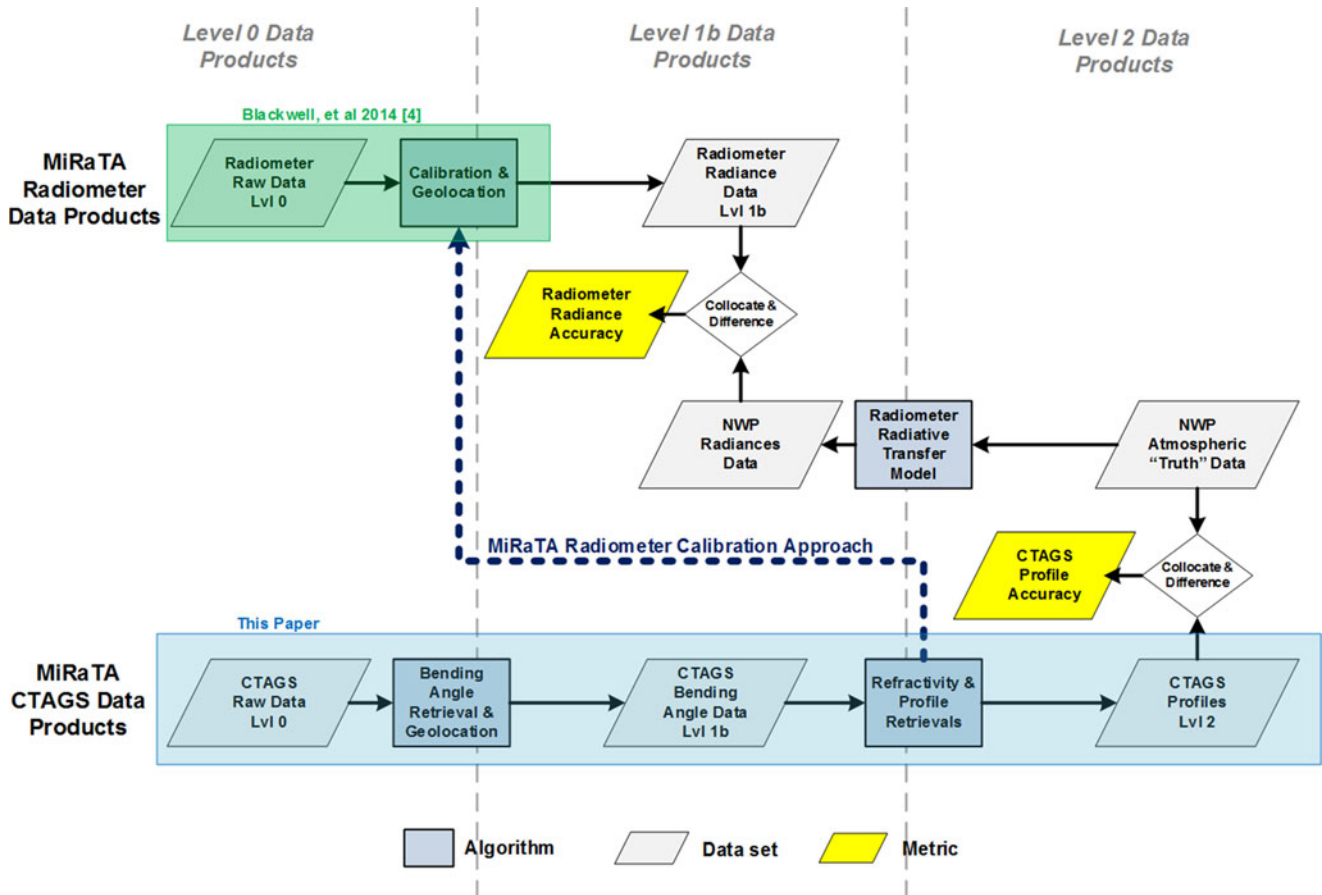 Level 0 Data
Products
Level 1b Data
Products
Level 2 Data
Products
Blackwell, et al 2014 [4]
MiRaTA
Radiometer
Data Products
Radiometer
Raw Data
Lvl 0
Calibration &
Geolocation
Radiometer
Radiance
Data
Lvl 1b
Radiometer
Radiance
Accuracy
Collocate &
Difference
NWP
Radiances
Data
Radiometer
Radiative
Transfer
Model
NWP
Atmospheric
“Truth” Data
MiRaTA Radiometer Calibration Approach
CTAGS
Profile
Accuracy
Collocate &
Difference
This Paper
MiRaTA
CTAGS Data
Products
CTAGS
Raw Data
Lvl 0
Bending
Angle
Retrieval &
Geolocation
CTAGS
Bending
Angle Data
Lvl 1b
Refractivity &
Profile
Retrievals
CTAGS
Profiles
Lvl 2
Algorithm
Data set
Metric